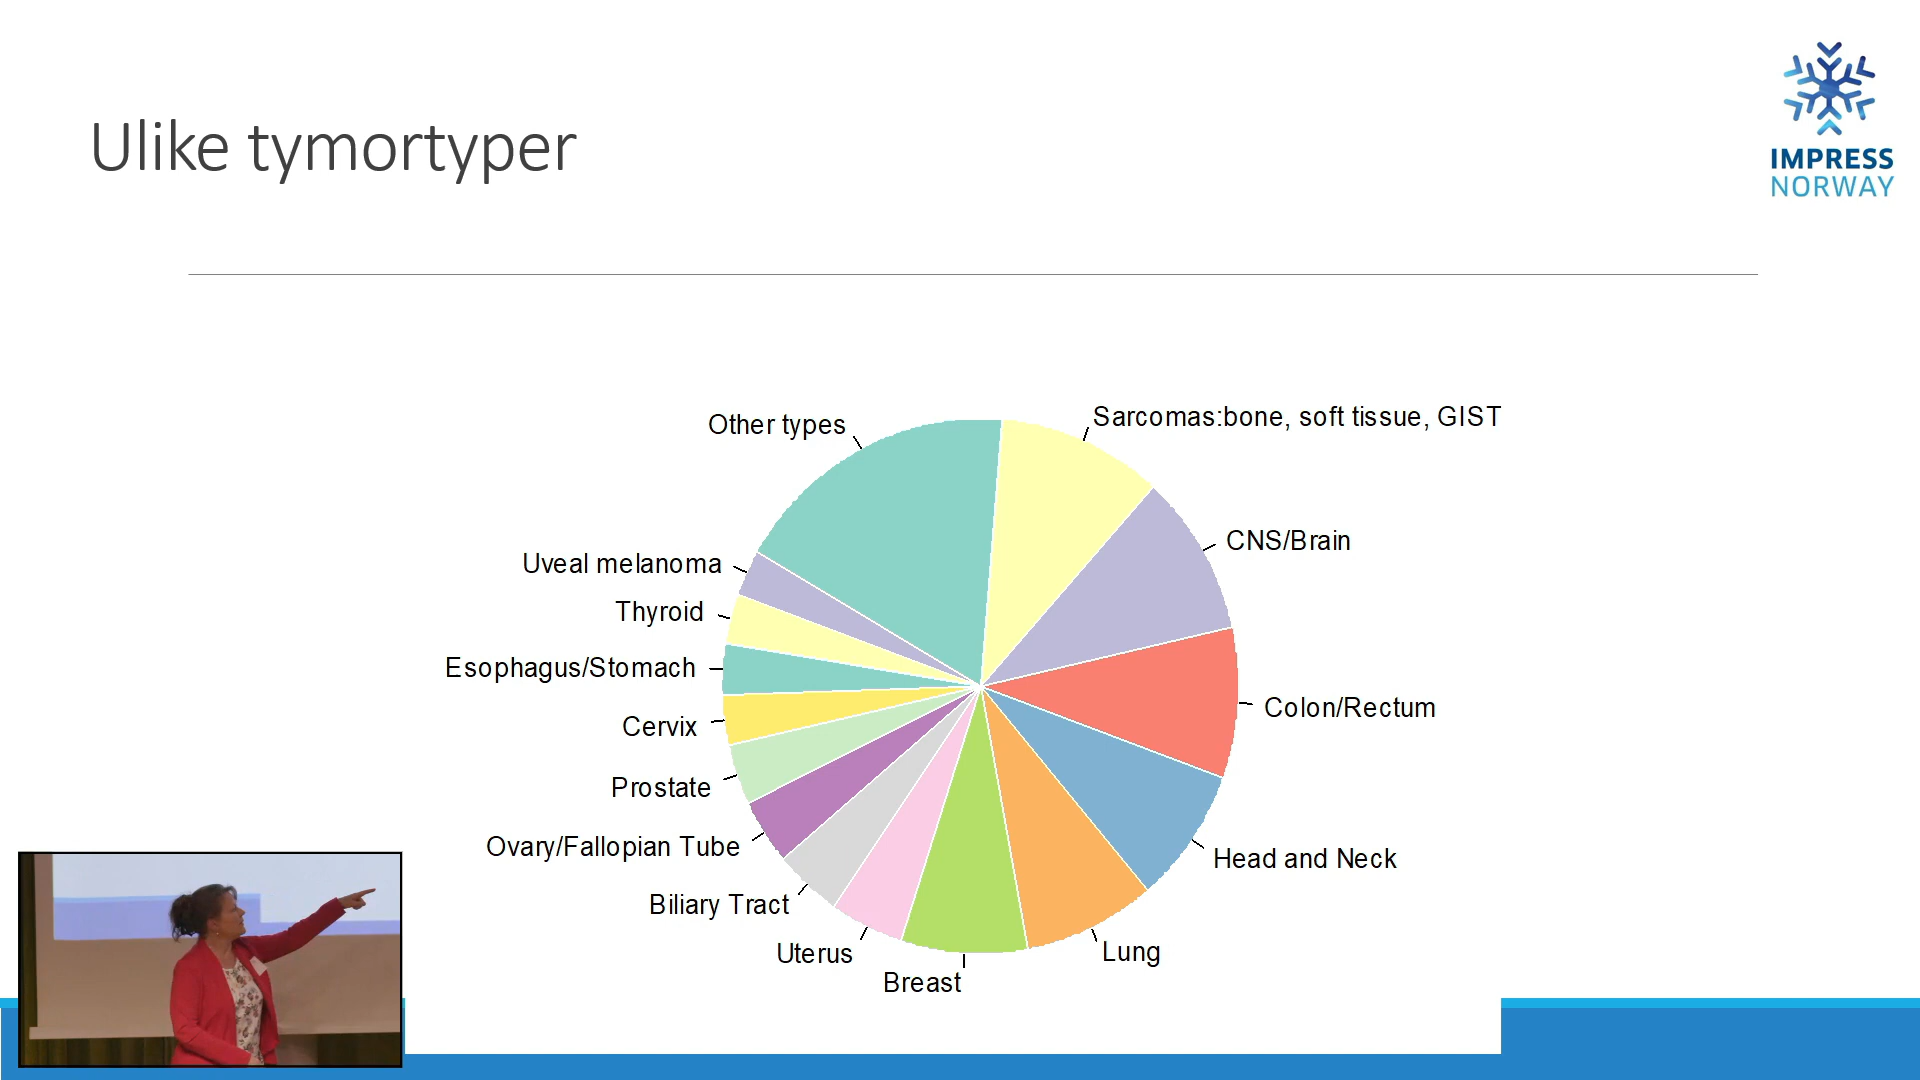 Ulike tymortyper
IMPRESS
NORWAY
Sarcomas:bone, soft tissue, GIST
Other types
CNS/Brain
Uveal melanoma
Thyroid
Esophagus/Stomach
Colon/Rectum
Cervix
Prostate
Ovary/Fallopian Tube
Head and Neck
Biliary Tract
Uterus
Lung
Breast